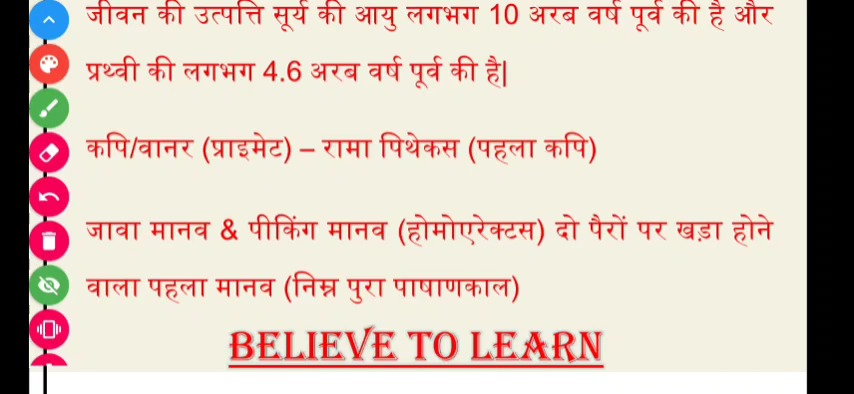 जीवन की उत्पत्ति सूर्य की आयु लगभग 10 अरब वर्ष पूर्व की है और
प्रथ्वी की लगभग 4.6 अरब वर्ष पूर्व की है|
कपि/वानर (प्राइमेट) – रामा पिथेकस (पहला कपि)
जावा मानव & पीकिंग मानव (होमोएरेक्टस) दो पैरों पर खड़ा होने
वाला पहला मानव (निम्न पुरा पाषाणकाल)
BELIEVE TO LEARN